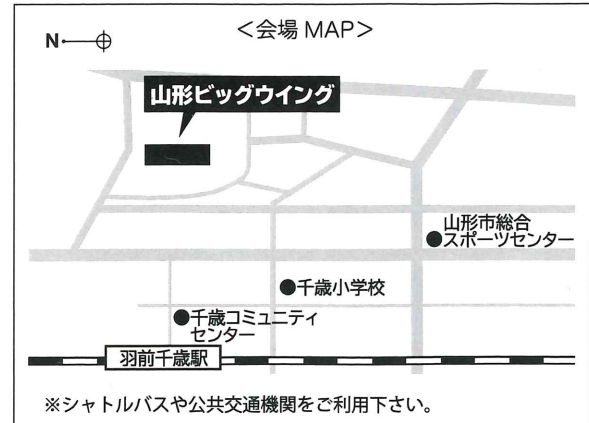 <会場 MAP>
N
山形ビッグウイング
山形市総合
スポーツセンター
千歳小学校
千歳コミュニティ
センター
羽前千歳駅
※シャトルバスや公共交通機関をご利用下さい。